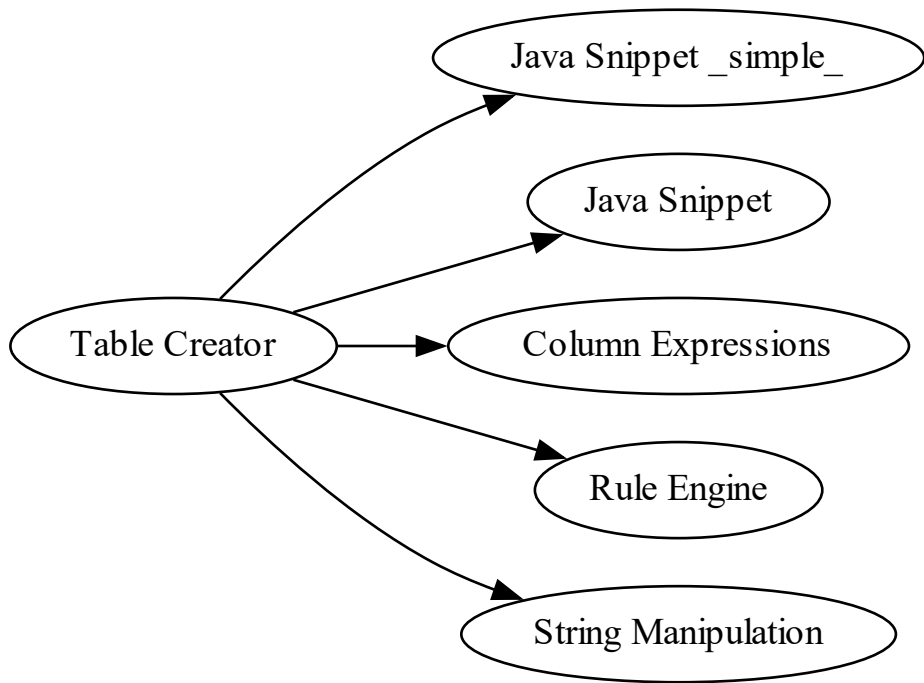 Java Snippet _simple_
Java Snippet
Table Creator
Column Expressions
Rule Engine
String Manipulation